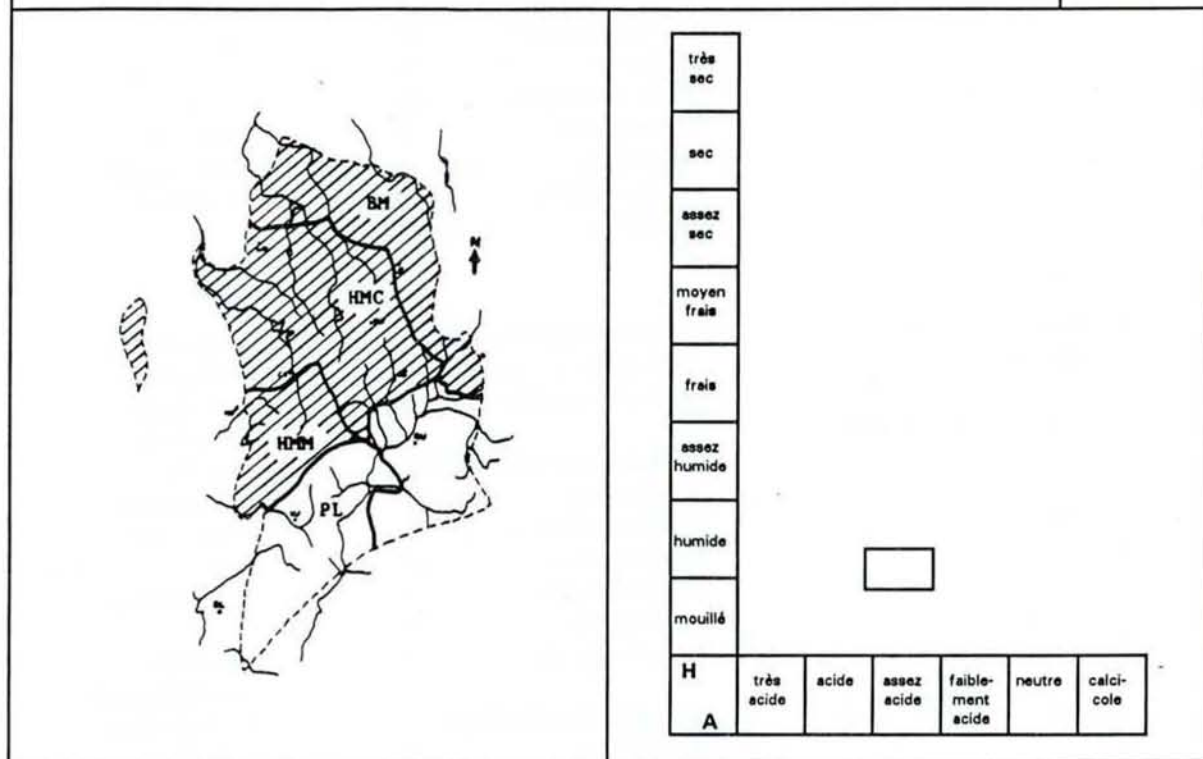 BM
N
HMC
HMM
PL
très
sec
sec
assez
sec
moyen
frais
frais
assez
humide
humide
mouillé
H
A
très
acide
acide
assez
acide
faible-
ment
acide
neutre
calci-
cole